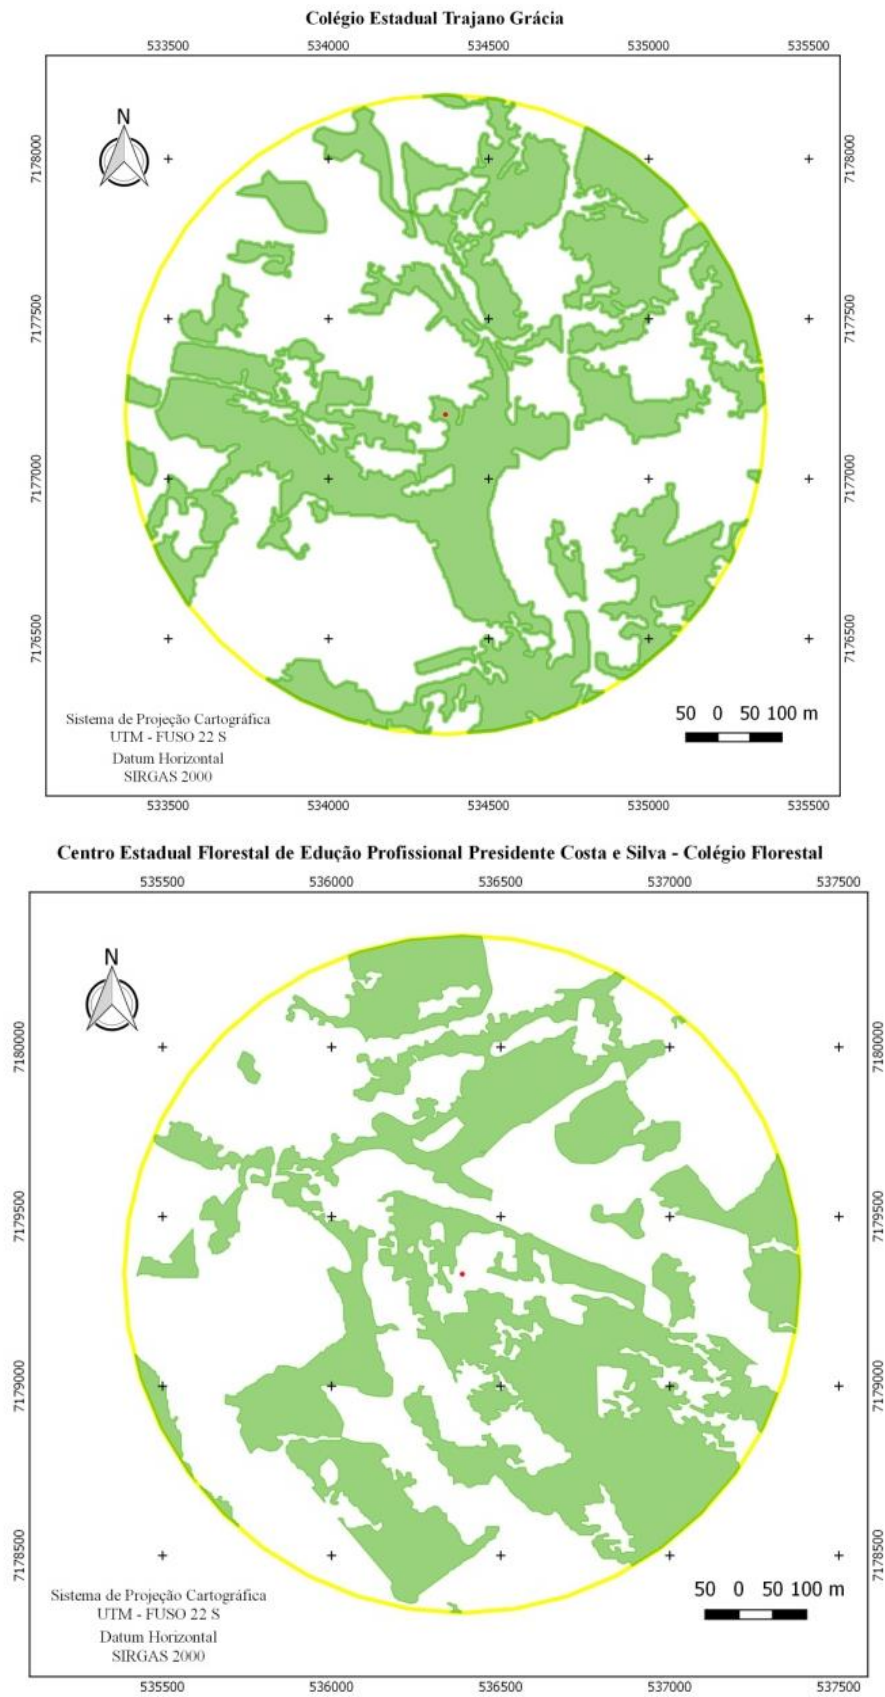 Colégio Estadual Trajano Grácia
533500 534000 534500 535000 535500
N
7178000 7178000
7177500 7177500
7177000 7177000
7176500 7176500
Sistema de Projeção Cartográfica
UTM - FUSO 22 S
Datum Horizontal
SIRGAS 2000
50 0 50 100 m
533500 534000 534500 535000 535500
Centro Estadual Florestal de Edução Profissional Presidente Costa e Silva - Colégio Florestal
535500 536000 536500 537000 537500
N
7180000 7180000
7179500 7179500
7179000 7179000
7178500 7178500
Sistema de Projeção Cartográfica
UTM - FUSO 22 S
Datum Horizontal
SIRGAS 2000
50 0 50 100 m
535500 536000 536500 537000 537500